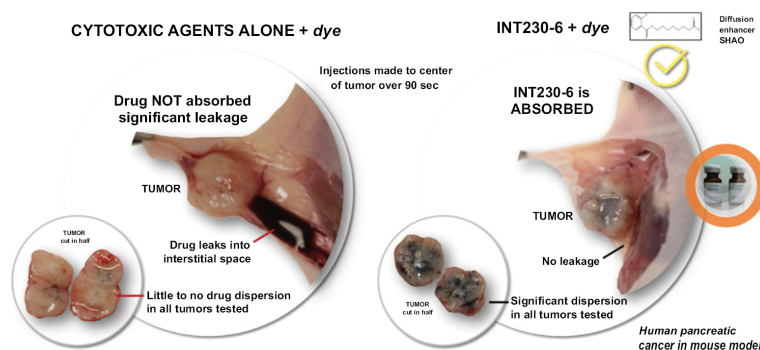 CYTOTOXIC AGENTS ALONE + dye
INT230-6 + dye
Diffusion
enhancer
SHAO
Injections made to center
of tumor over 90 sec
Drug NOT absorbed
significant leakage
INT230-6 is
ABSORBED
TUMOR
TUMOR
TUMOR
cut in half
Drug leaks into
interstitial space
No leakage
Little to no drug dispersion
in all tumors tested
TUMOR
cut in half
Significant dispersion
in all tumors tested
Human pancreatic
cancer in mouse model